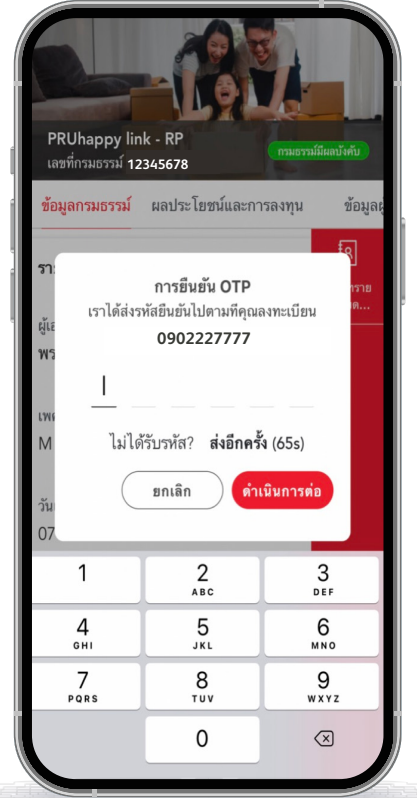 PRUhappy link - RP
กรมธรรม์มีผลบังคับ
เลขที่กรมธรรม์ 12345678
ข้อมูลกรมธรรม์ ผลประโยชน์และการลงทุน
การยืนยัน OTP
เราได้ส่งรหัสยืนยันไปตามที่คุณลงทะเบียน
0902227777
ไม่ได้รับรหัส? ส่งอีกครั้ง (65s)
ยกเลิก ดำเนินการต่อ
07
1 2 3
ABC DEF
4 5 6
GHI JKL MNO
7 8 9
PQRS TUV WXYZ
0